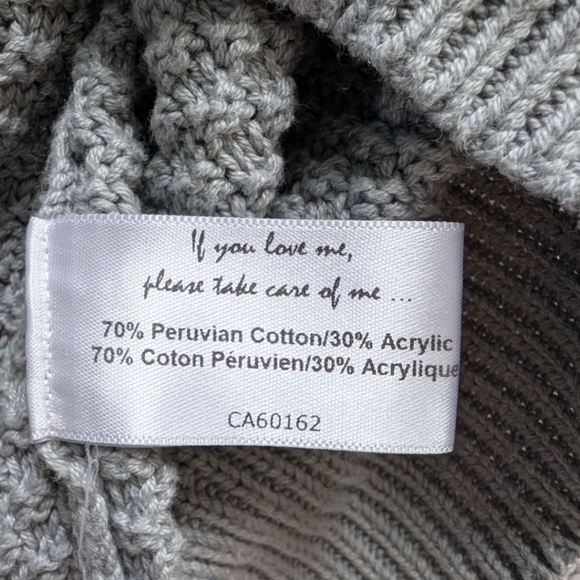 If you love me,
please take care of me ...
70% Peruvian Cotton/30% Acrylic
70% Coton Péruvien/30% Acrylique
CA60162